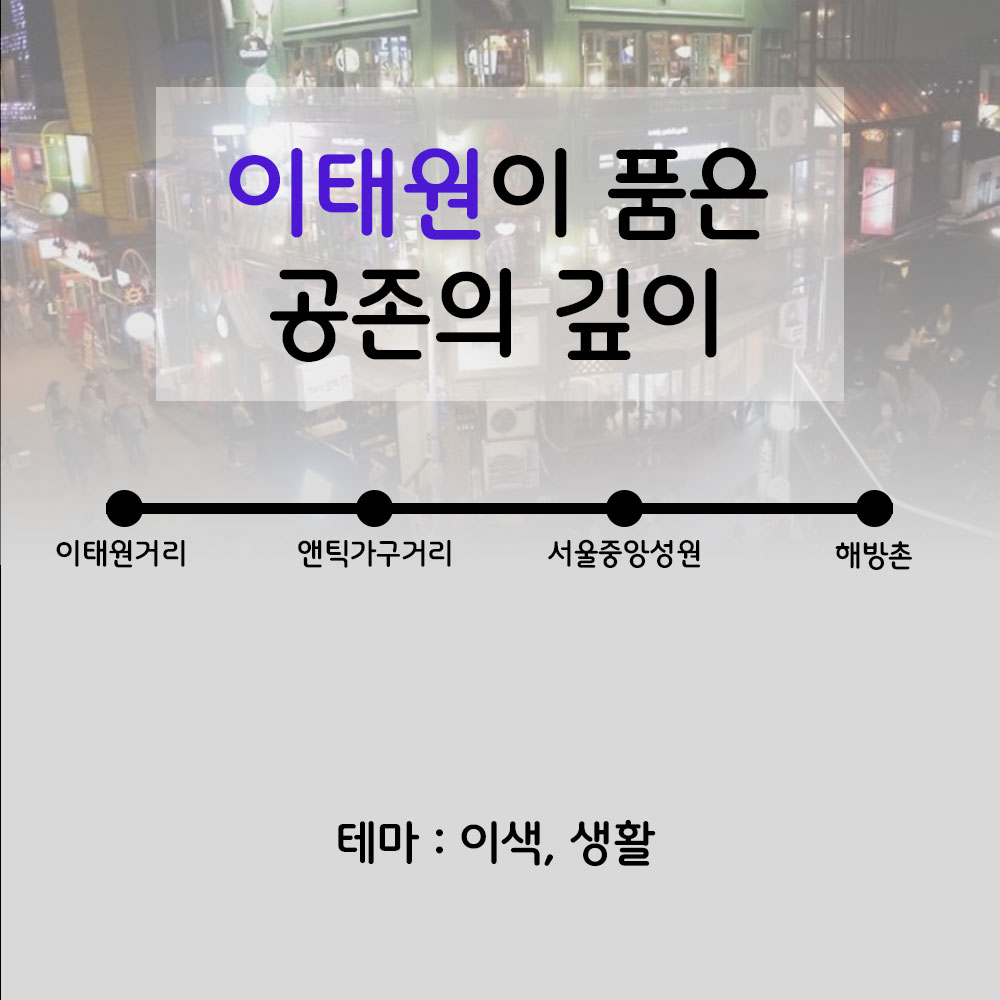 GUINNESS
이태원이 품은
공존의 깊이
이태원거리
앤틱가구거리
서울중앙성원
해방촌
테마 : 이색, 생활